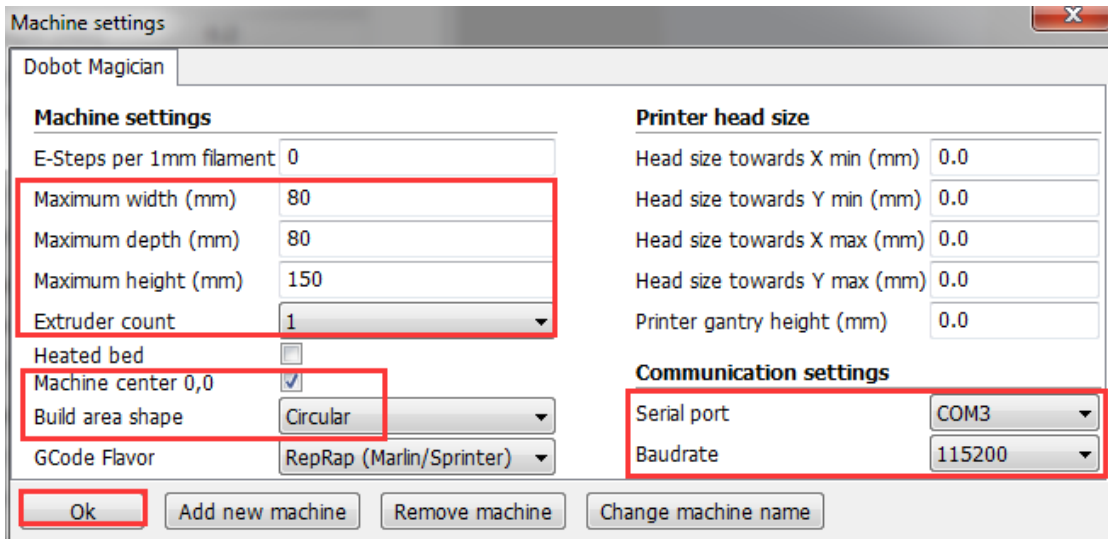 Machine settings
x
Dobot Magician
Machine settings
E-Steps per 1mm filament 0
Maximum width (mm) 80
Maximum depth (mm) 80
Maximum height (mm) 150
Extruder count 1
Heated bed
Machine center 0,0
Build area shape Circular
GCode Flavor RepRap (Marlin/Sprinter)
Printer head size
Head size towards X min (mm) 0.0
Head size towards Y min (mm) 0.0
Head size towards X max (mm) 0.0
Head size towards Y max (mm) 0.0
Printer gantry height (mm) 0.0
Communication settings
Serial port COM3
Baudrate 115200
Ok Add new machine Remove machine Change machine name